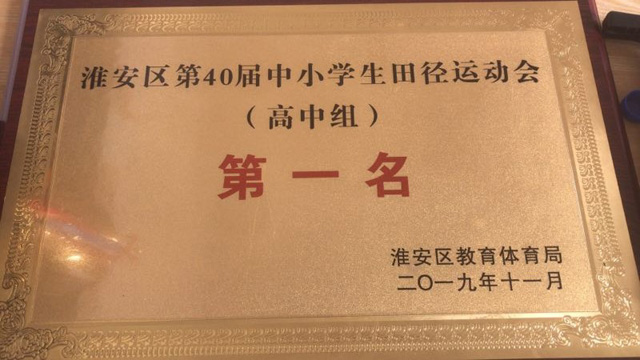 淮安区第40届中小学生田径运动会
（高中组）
第一名
淮安区教育体育局
二〇一九年十一月